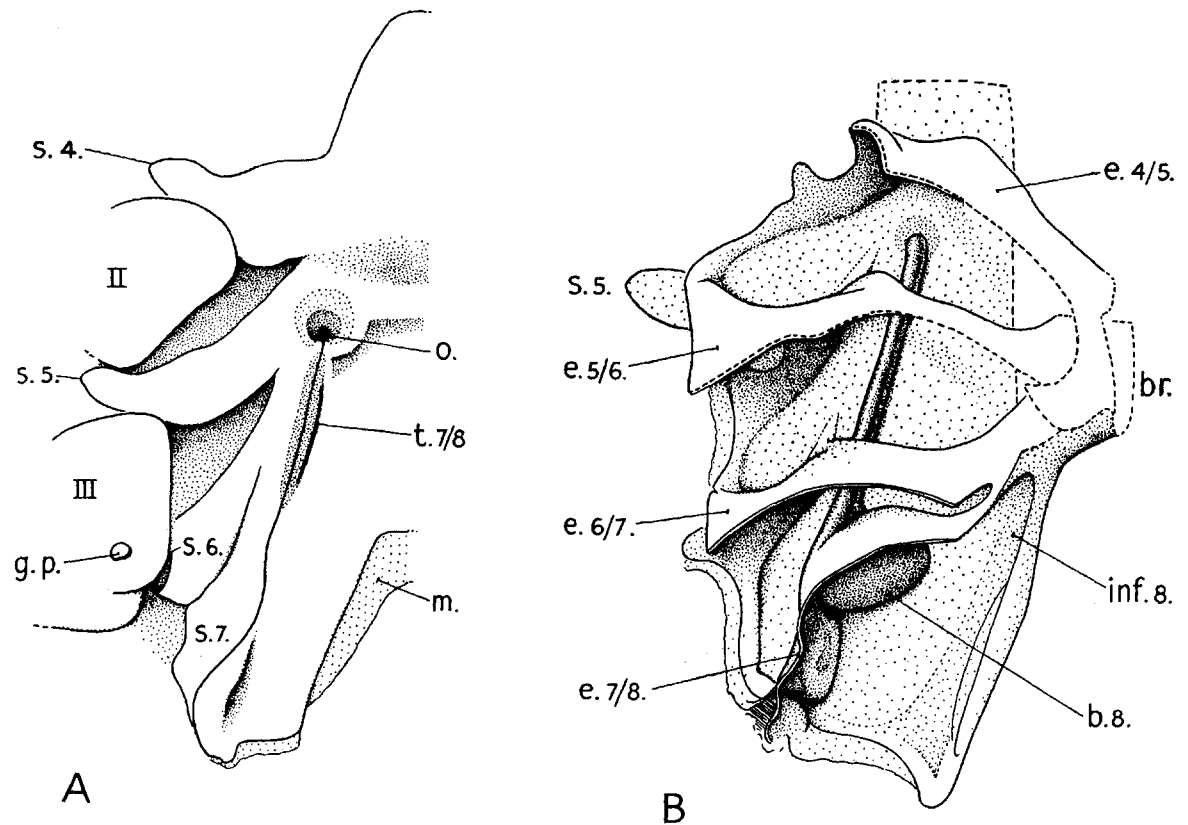 s.4.
II
s.5.
o.
t.7/8
III
s.6.
g.p.
m.
s.7.
A
e.4/5.
s.5.
e.5/6.
br.
e.6/7.
inf.8.
e.7/8.
b.8.
B